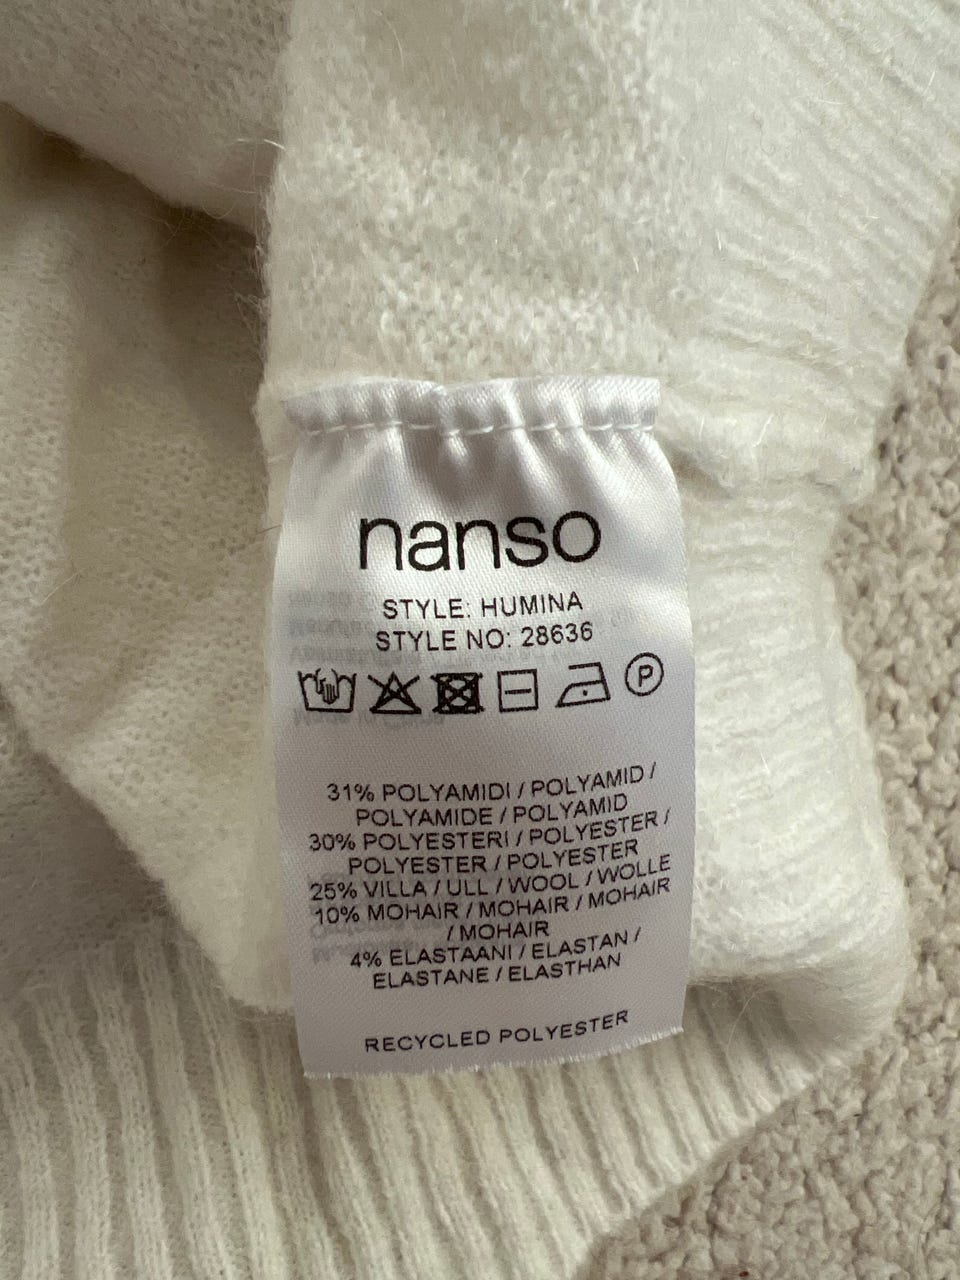 nanso
STYLE: HUMINA
STYLE NO: 28636
P
31% POLYAMIDI / POLYAMID /
POLYAMIDE / POLYAMID
30% POLYESTERI / POLYESTER /
POLYESTER / POLYESTER
25% VILLA / ULL / WOOL / WOLLE
10% MOHAIR / MOHAIR / MOHAIR
/ MOHAIR
4% ELASTAANI / ELASTAN /
ELASTANE / ELASTHAN
RECYCLED POLYESTER